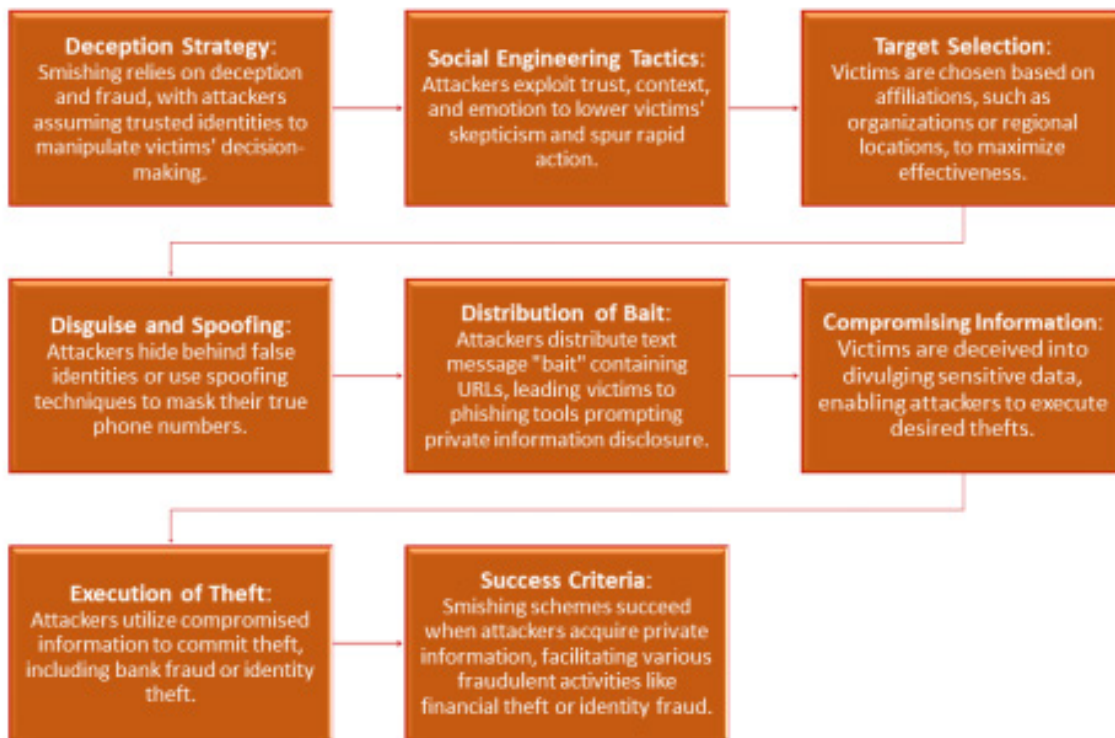 Deception Strategy:
Smishing relies on deception
and fraud, with attackers
assuming trusted identities to
manipulate victims' decision-
making.
Social Engineering Tactics:
Attackers exploit trust, context,
and emotion to lower victims'
skepticism and spur rapid
action.
Target Selection:
Victims are chosen based on
affiliations, such as
organizations or regional
locations, to maximize
effectiveness.
Disguise and Spoofing:
Attackers hide behind false
identities or use spoofing
techniques to mask their true
phone numbers.
Distribution of Bait:
Attackers distribute text
message "bait" containing
URLs, leading victims to
phishing tools prompting
private information disclosure.
Compromising Information:
Victims are deceived into
divulging sensitive data,
enabling attackers to execute
desired thefts.
Execution of Theft:
Attackers utilize compromised
information to commit theft,
including bank fraud or identity
theft.
Success Criteria:
Smishing schemes succeed
when attackers acquire private
information, facilitating various
fraudulent activities like
financial theft or identity fraud.